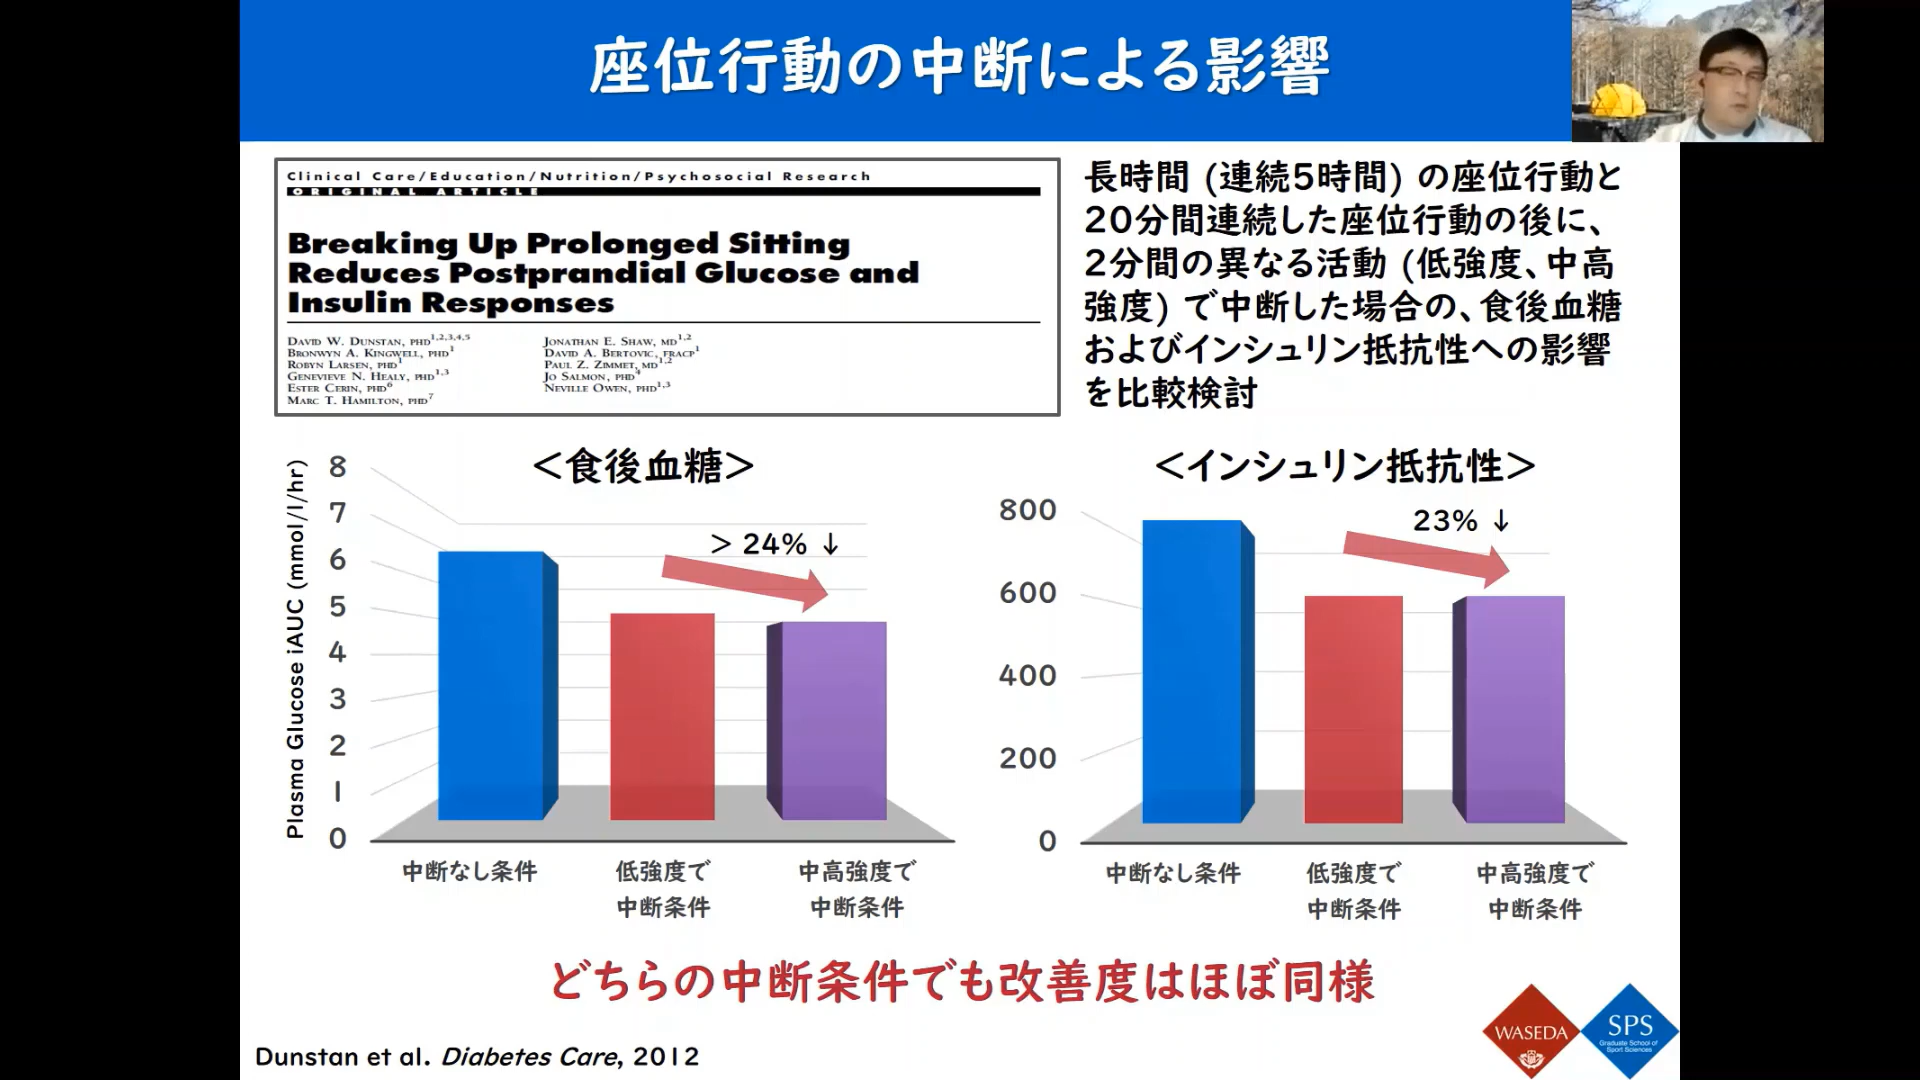 座位行動の中断による影響
Clinical Care/Education/Nutrition/Psychosocial Research
ORIGINAL ARTICLE
Breaking Up Prolonged Sitting
Reduces Postprandial Glucose and
Insulin Responses
DAVID W. DUNSTAN, PHD1,2,3,4,5
BRONWYN A. KINGWELL, PHD1
ROBYN LARSEN, PHD1
GENEVIEVE N. HEALY, PHD1,3
ESTER CERIN, PHD6
MARC T. HAMILTON, PHD7
JONATHAN E. SHAW, MD1,2
DAVID A. BERTOVIC, FRACP1
PAUL Z. ZIMMET, MD1,2
JO SALMON, PHD4
NEVILLE OWEN, PHD1,3
長時間 (連続5時間) の座位行動と
20分間連続した座位行動の後に、
2分間の異なる活動 (低強度、中高
強度) で中断した場合の、食後血糖
およびインシュリン抵抗性への影響
を比較検討
<食後血糖>
Plasma Glucose iAUC (mmol/l/hr)
8
7
6
5
4
3
2
1
0
> 24% ↓
中断なし条件
低強度で
中断条件
中高強度で
中断条件
<インシュリン抵抗性>
800
600
400
200
0
23% ↓
中断なし条件
低強度で
中断条件
中高強度で
中断条件
どちらの中断条件でも改善度はほぼ同様
Dunstan et al. Diabetes Care, 2012
WASEDA
SPS
Graduate School of
Sport Sciences